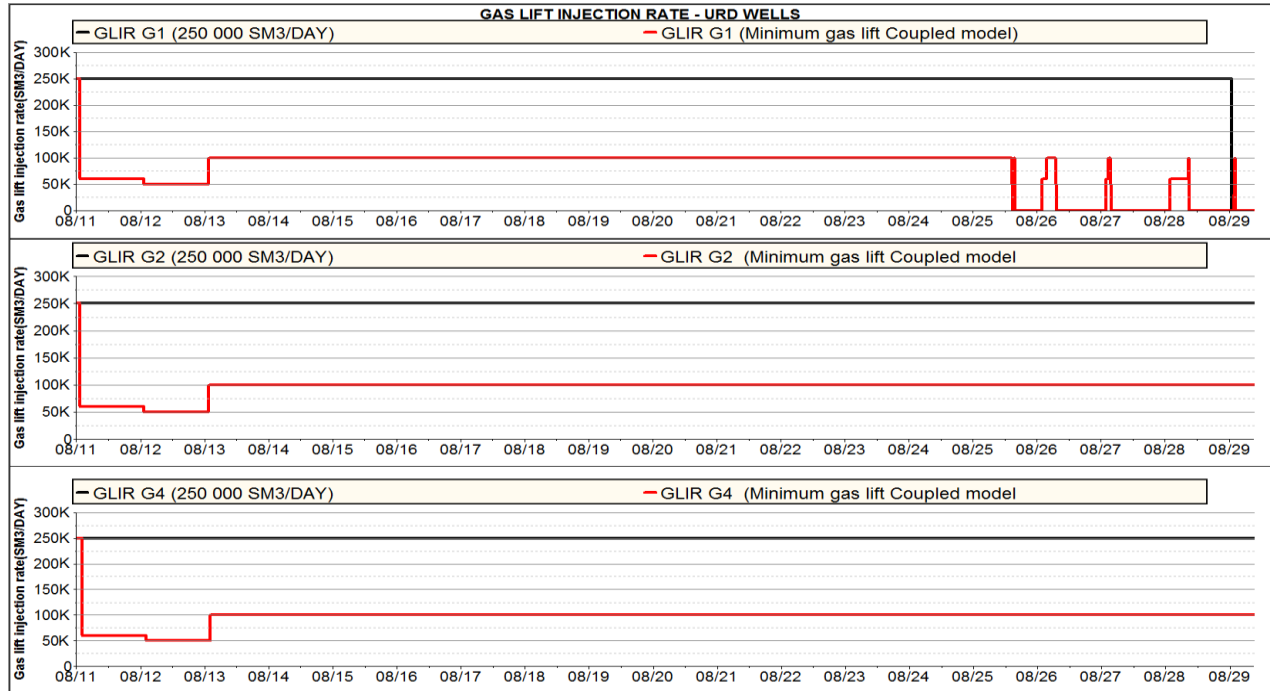 GAS LIFT INJECTION RATE - URD WELLS
GLIR G1 (250 000 SM3/DAY) GLIR G1 (Minimum gas lift Coupled model)
Gas lift injection rate(SM3/DAY)
300K
250K
200K
150K
100K
50K
0
08/11 08/12 08/13 08/14 08/15 08/16 08/17 08/18 08/19 08/20 08/21 08/22 08/23 08/24 08/25 08/26 08/27 08/28 08/29
GLIR G2 (250 000 SM3/DAY) GLIR G2 (Minimum gas lift Coupled model
Gas lift injection rate(SM3/DAY)
300K
250K
200K
150K
100K
50K
0
08/11 08/12 08/13 08/14 08/15 08/16 08/17 08/18 08/19 08/20 08/21 08/22 08/23 08/24 08/25 08/26 08/27 08/28 08/29
GLIR G4 (250 000 SM3/DAY) GLIR G4 (Minimum gas lift Coupled model
Gas lift injection rate(SM3/DAY)
300K
250K
200K
150K
100K
50K
0
08/11 08/12 08/13 08/14 08/15 08/16 08/17 08/18 08/19 08/20 08/21 08/22 08/23 08/24 08/25 08/26 08/27 08/28 08/29